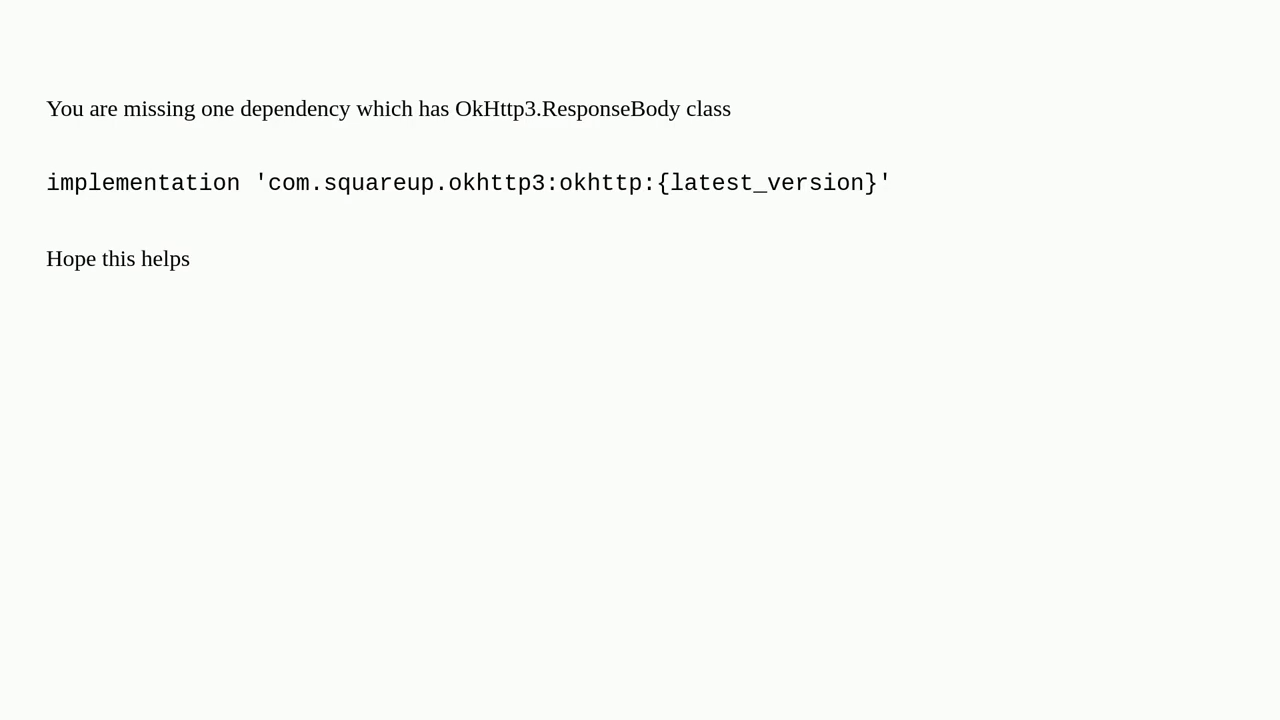 You are missing one dependency which has OkHttp3.ResponseBody class
implementation 'com.squareup.okhttp3:okhttp:{latest_version}'
Hope this helps